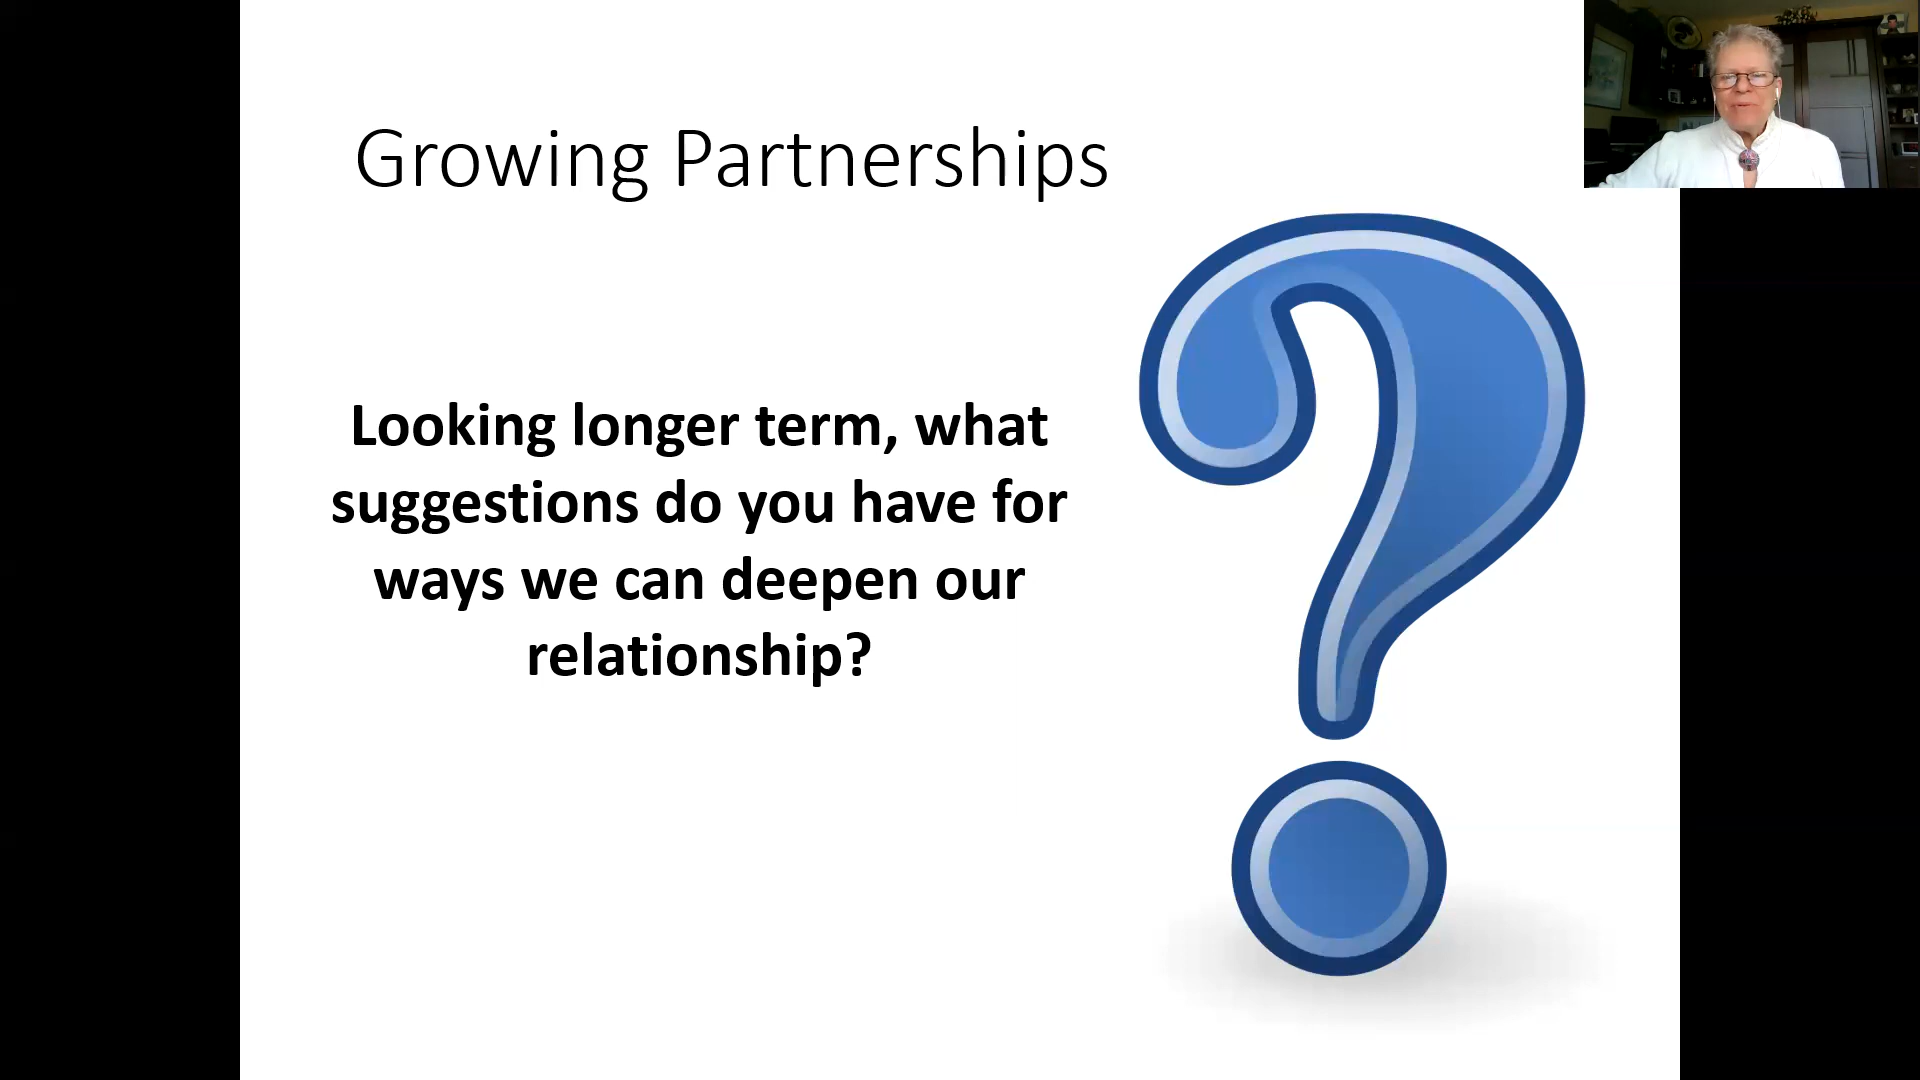 Growing Partnerships
Looking longer term, what
suggestions do you have for
ways we can deepen our
relationship?